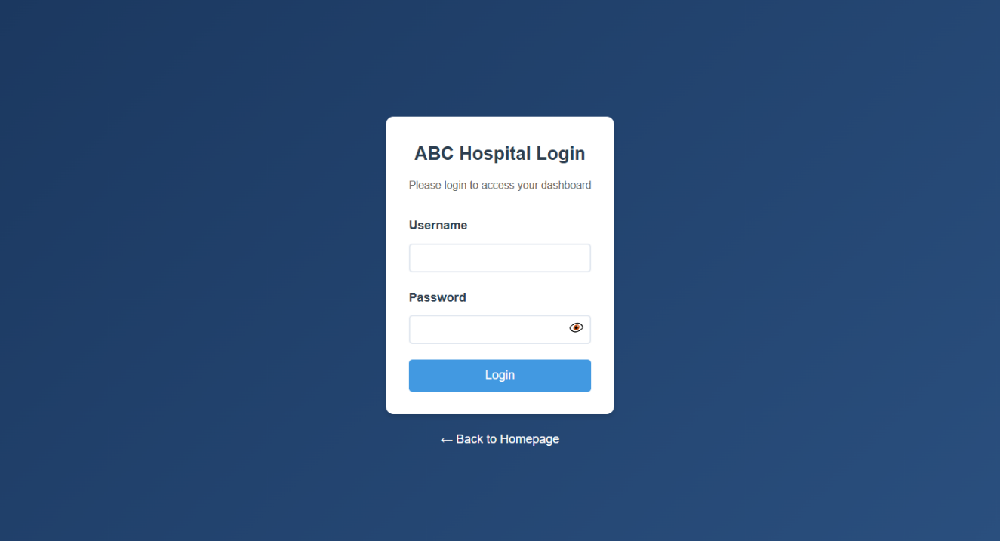 ABC Hospital Login
Please login to access your dashboard
Username
Password
Login
← Back to Homepage